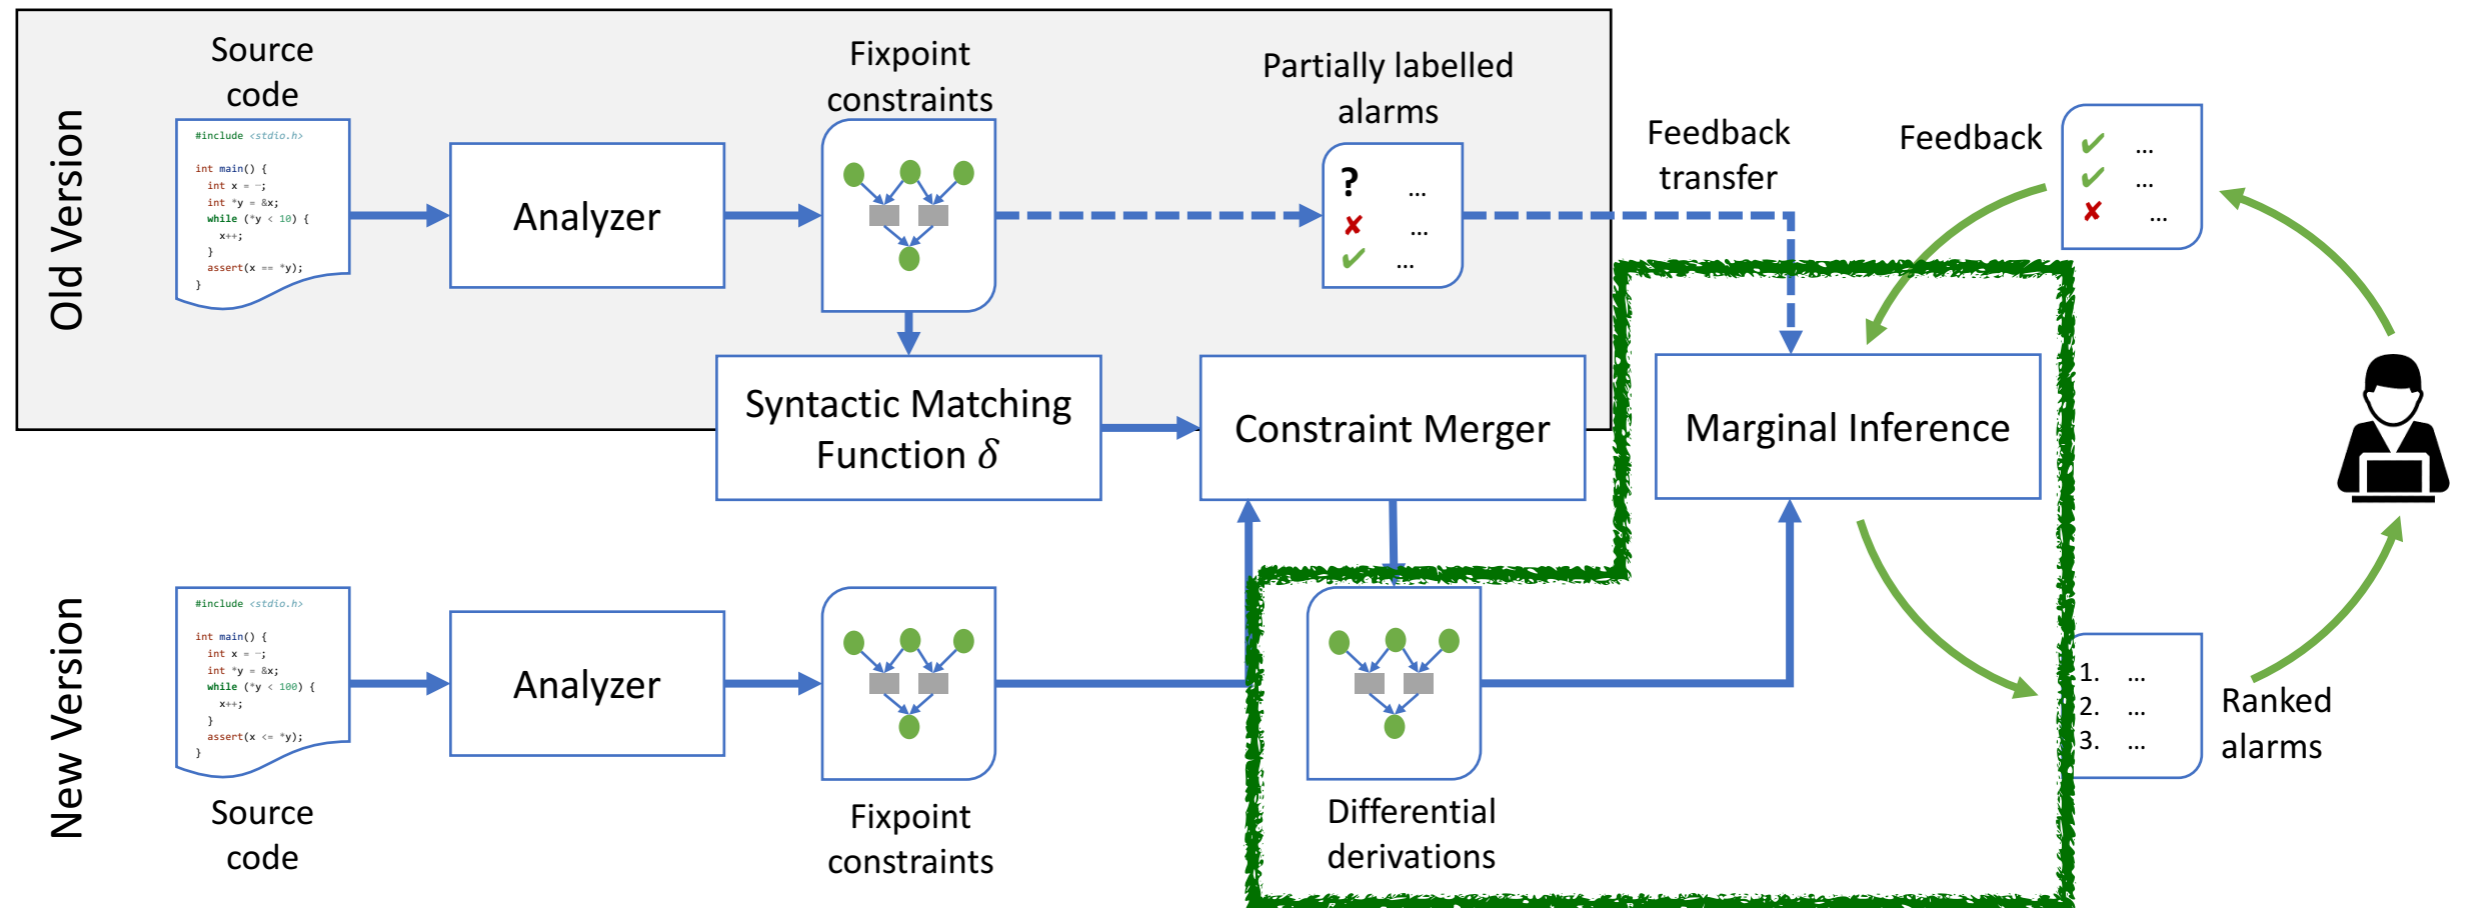 Old Version
Source
code
#include <stdio.h>
int main() {
int x = ~;
int *y = &x;
while (*y < 10) {
x++;
}
assert(x == *y);
}
Analyzer
Fixpoint
constraints
Partially labelled
alarms
? ...
✘ ...
✔ ...
Feedback
transfer
Feedback
✔ ...
✔ ...
✘ ...
Syntactic Matching
Function δ
Constraint Merger
Marginal Inference
New Version
#include <stdio.h>
int main() {
int x = ~;
int *y = &x;
while (*y < 100) {
x++;
}
assert(x <= *y);
}
Source
code
Analyzer
Fixpoint
constraints
Differential
derivations
1. ...
2. ...
3. ...
Ranked
alarms